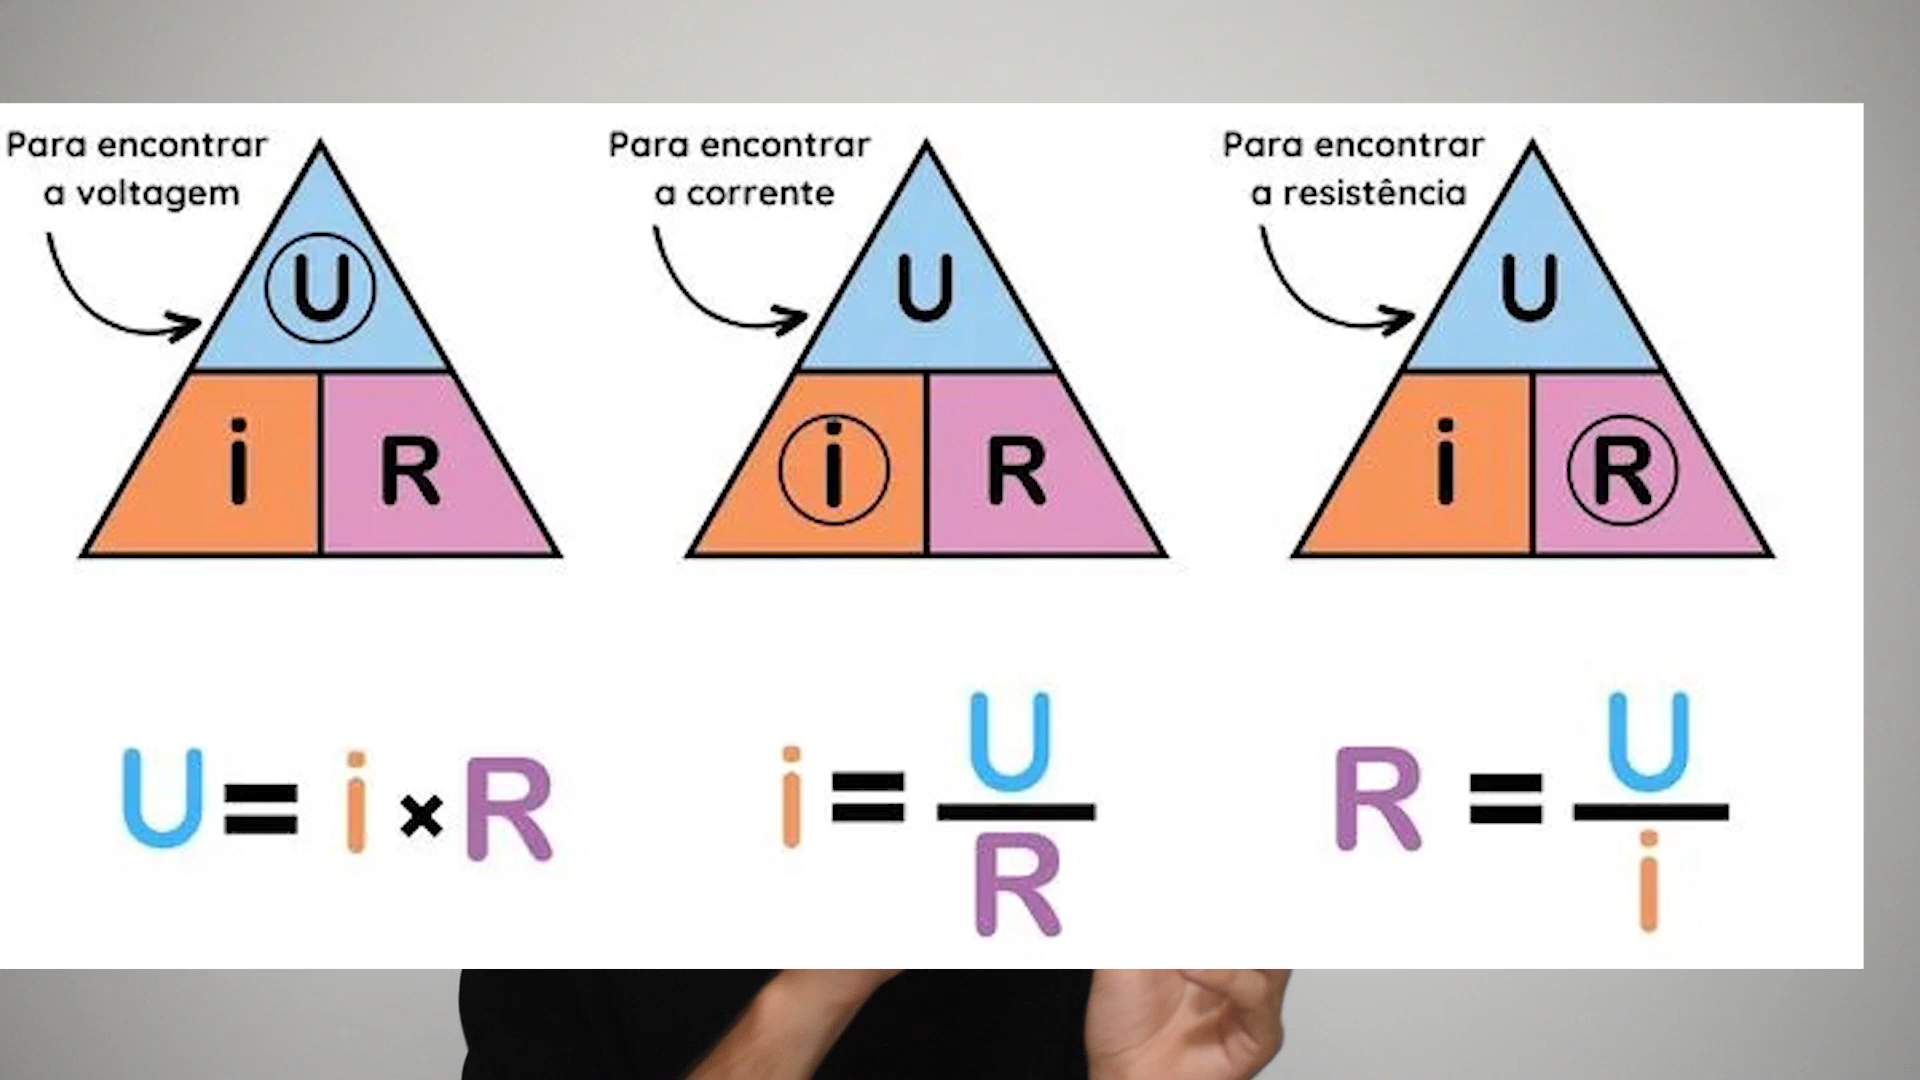 Para encontrar
a voltagem
U
i R
Para encontrar
a corrente
U
i R
Para encontrar
a resistência
U
i R
U = i × R
i = U
R
R = U
i